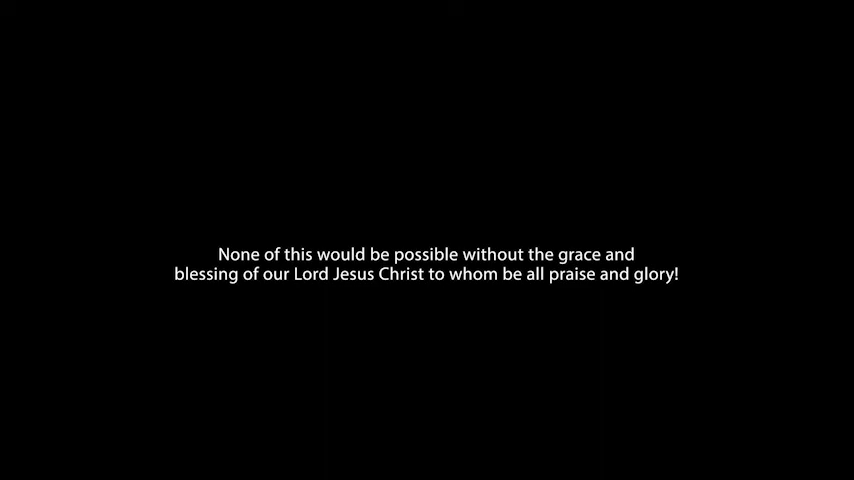 None of this would be possible without the grace and
blessing of our Lord Jesus Christ to whom be all praise and glory!